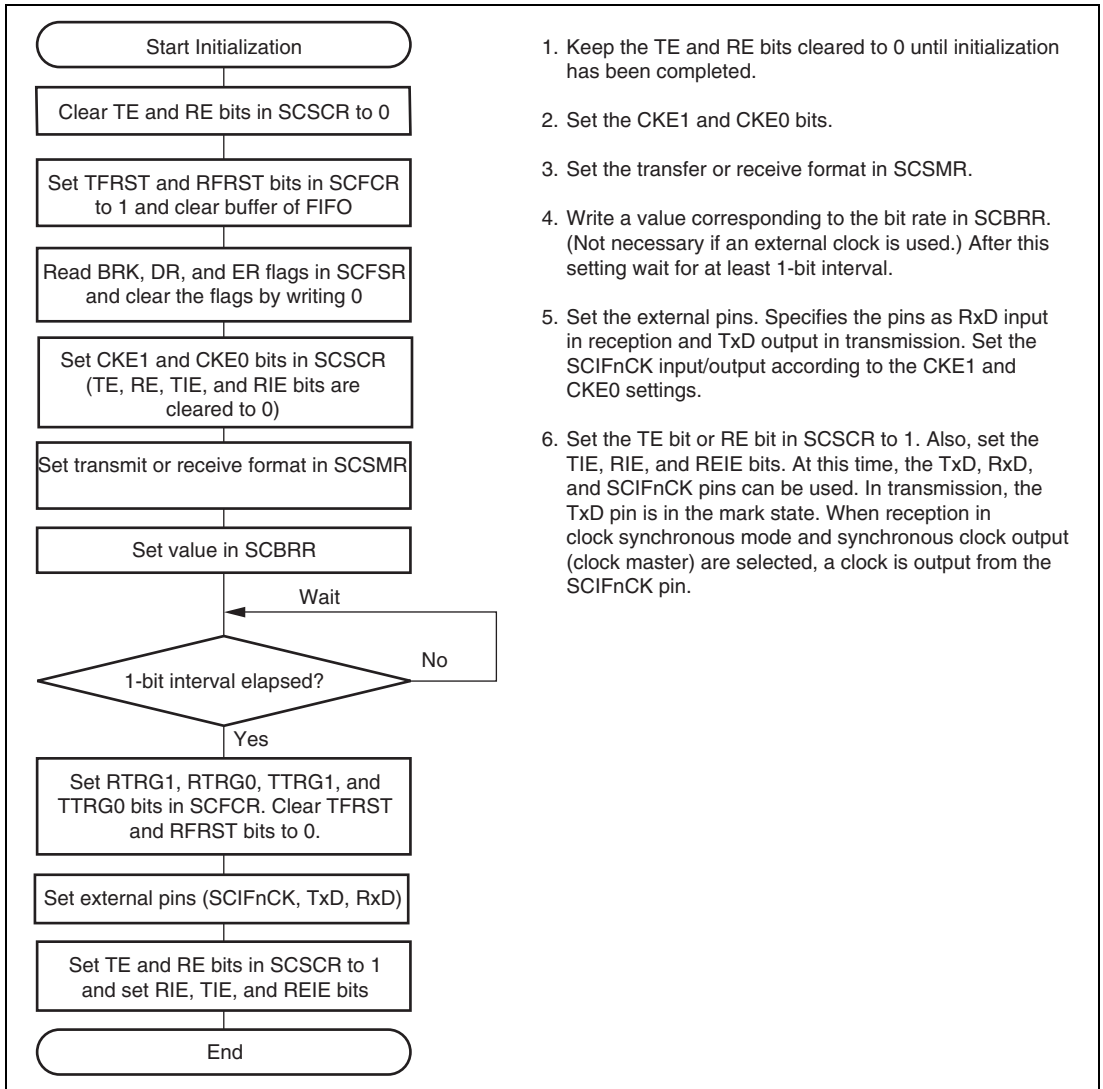 Start Initialization
Clear TE and RE bits in SCSCR to 0
Set TFRST and RFRST bits in SCFCR
to 1 and clear buffer of FIFO
Read BRK, DR, and ER flags in SCFSR
and clear the flags by writing 0
Set CKE1 and CKE0 bits in SCSCR
(TE, RE, TIE, and RIE bits are
cleared to 0)
Set transmit or receive format in SCSMR
Set value in SCBRR
Wait
1-bit interval elapsed?
No
Yes
Set RTRG1, RTRG0, TTRG1, and
TTRG0 bits in SCFCR. Clear TFRST
and RFRST bits to 0.
Set external pins (SCIFnCK, TxD, RxD)
Set TE and RE bits in SCSCR to 1
and set RIE, TIE, and REIE bits
End
1. Keep the TE and RE bits cleared to 0 until initialization
has been completed.
2. Set the CKE1 and CKE0 bits.
3. Set the transfer or receive format in SCSMR.
4. Write a value corresponding to the bit rate in SCBRR.
(Not necessary if an external clock is used.) After this
setting wait for at least 1-bit interval.
5. Set the external pins. Specifies the pins as RxD input
in reception and TxD output in transmission. Set the
SCIFnCK input/output according to the CKE1 and
CKE0 settings.
6. Set the TE bit or RE bit in SCSCR to 1. Also, set the
TIE, RIE, and REIE bits. At this time, the TxD, RxD,
and SCIFnCK pins can be used. In transmission, the
TxD pin is in the mark state. When reception in
clock synchronous mode and synchronous clock output
(clock master) are selected, a clock is output from the
SCIFnCK pin.